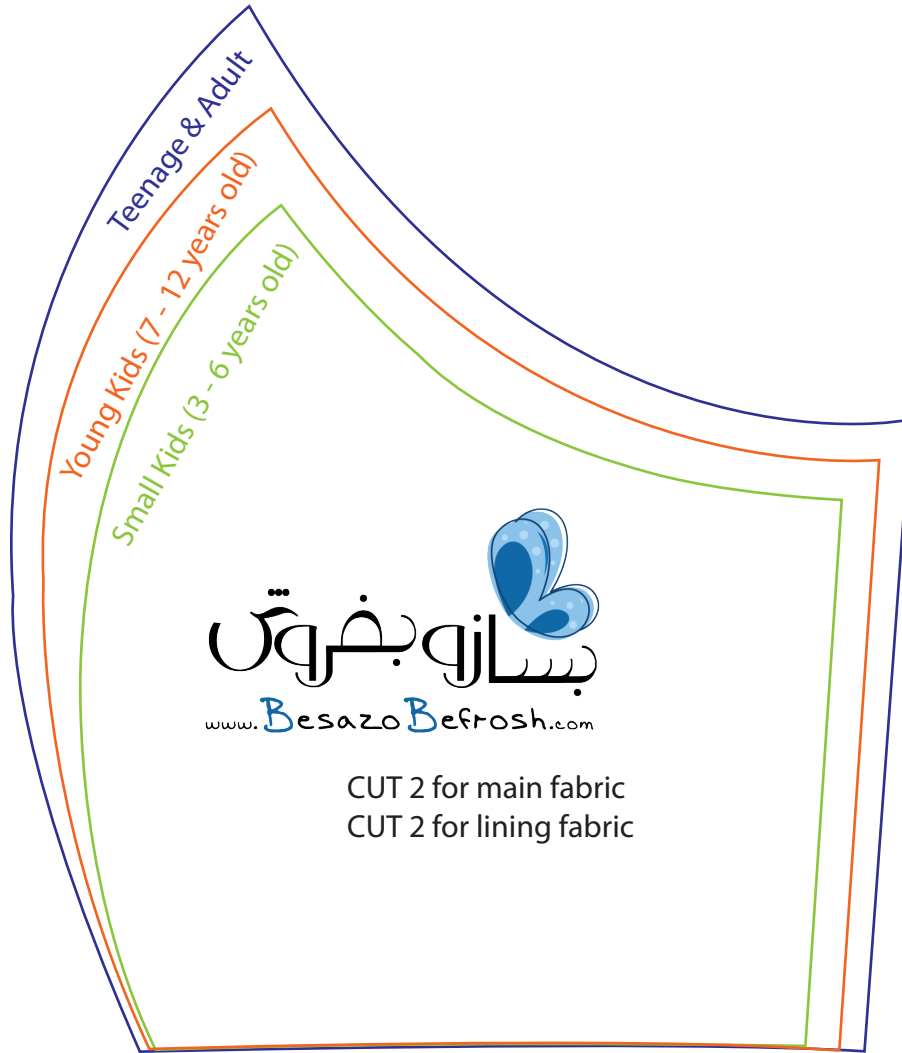 Teenage & Adult
Young Kids (7 - 12 years old)
Small Kids (3 - 6 years old)
بسازو بفروش
www.BesazoBefrosh.com
CUT 2 for main fabric
CUT 2 for lining fabric